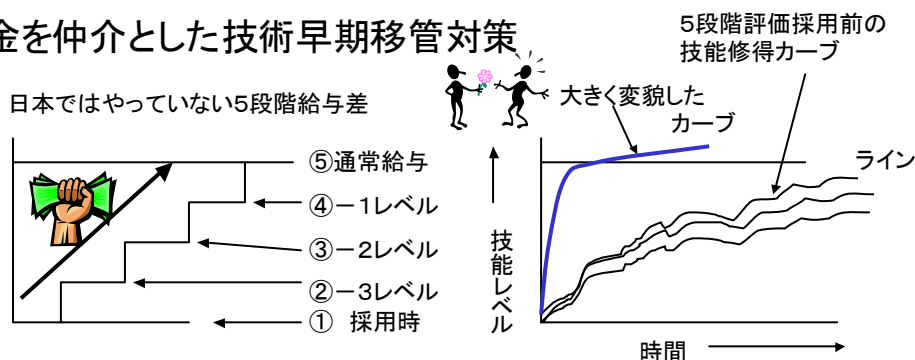 金を仲介とした技術早期移管対策
日本ではやっていない5段階給与差
⑤通常給与
④-1レベル
③-2レベル
②-3レベル
① 採用時
5段階評価採用前の
技能修得カーブ
大きく変貌した
カーブ
ライン
技能レベル
時間